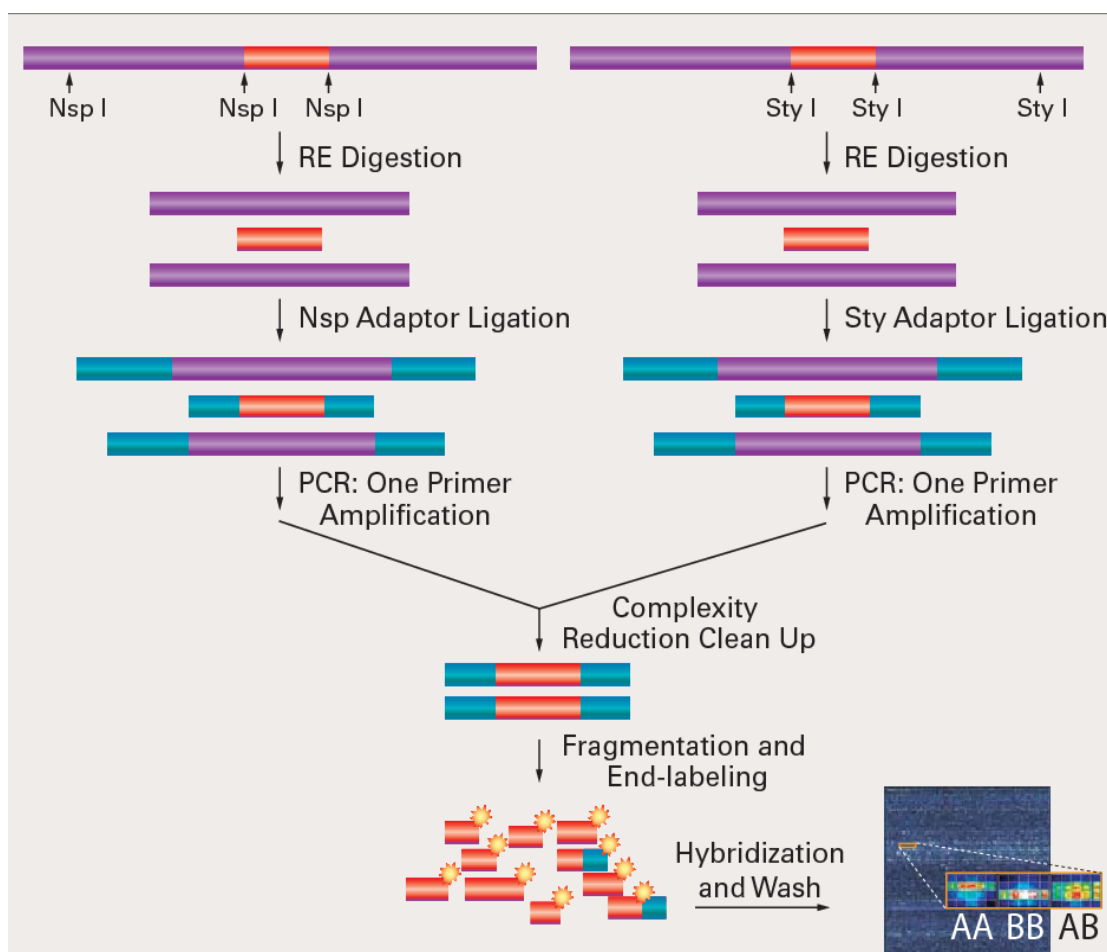 Nsp I Nsp I Nsp I
Sty I Sty I Sty I
RE Digestion
RE Digestion
Nsp Adaptor Ligation
Sty Adaptor Ligation
PCR: One Primer
Amplification
PCR: One Primer
Amplification
Complexity
Reduction Clean Up
Fragmentation and
End-labeling
Hybridization
and Wash
AA BB AB